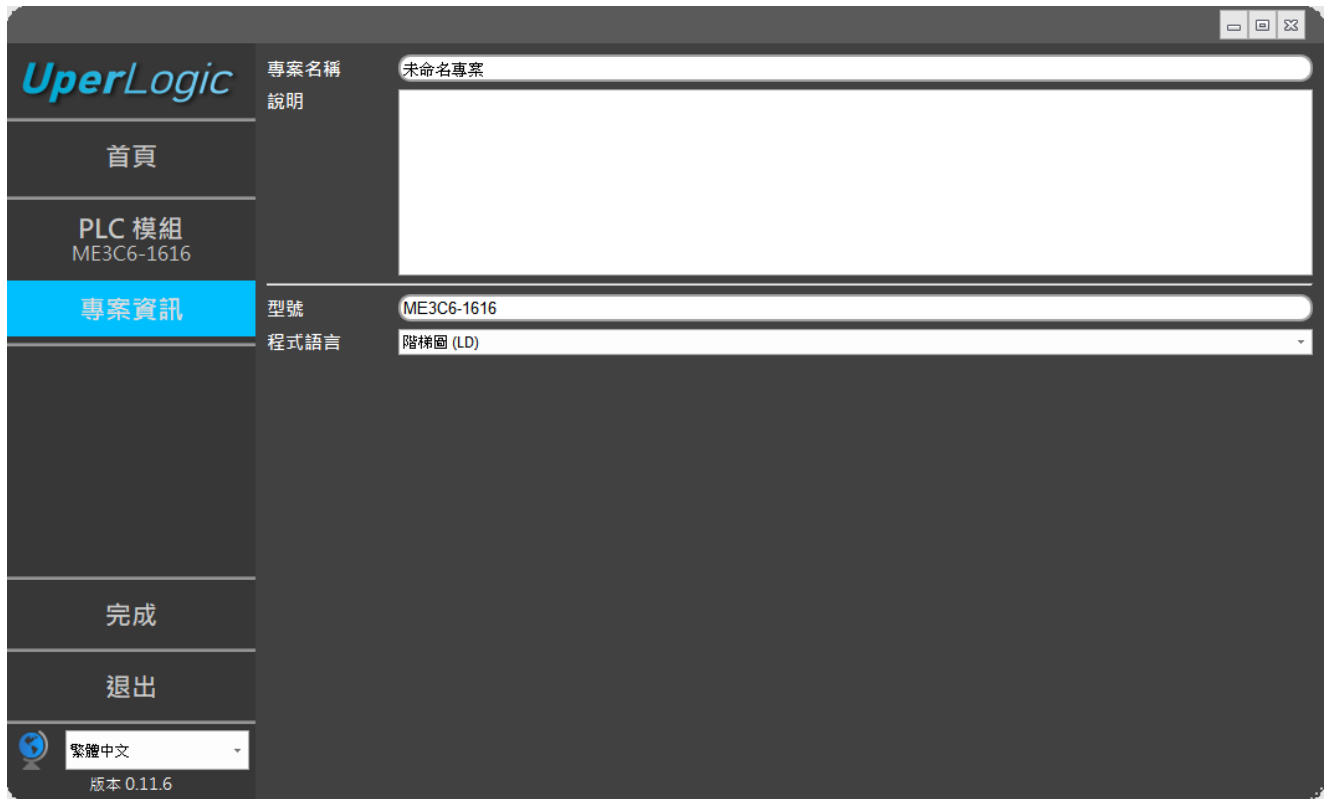 UperLogic
首頁
PLC 模組
ME3C6-1616
專案資訊
完成
退出
繁體中文
版本 0.11.6
專案名稱 未命名專案
說明
型號 ME3C6-1616
程式語言 階梯圖 (LD)